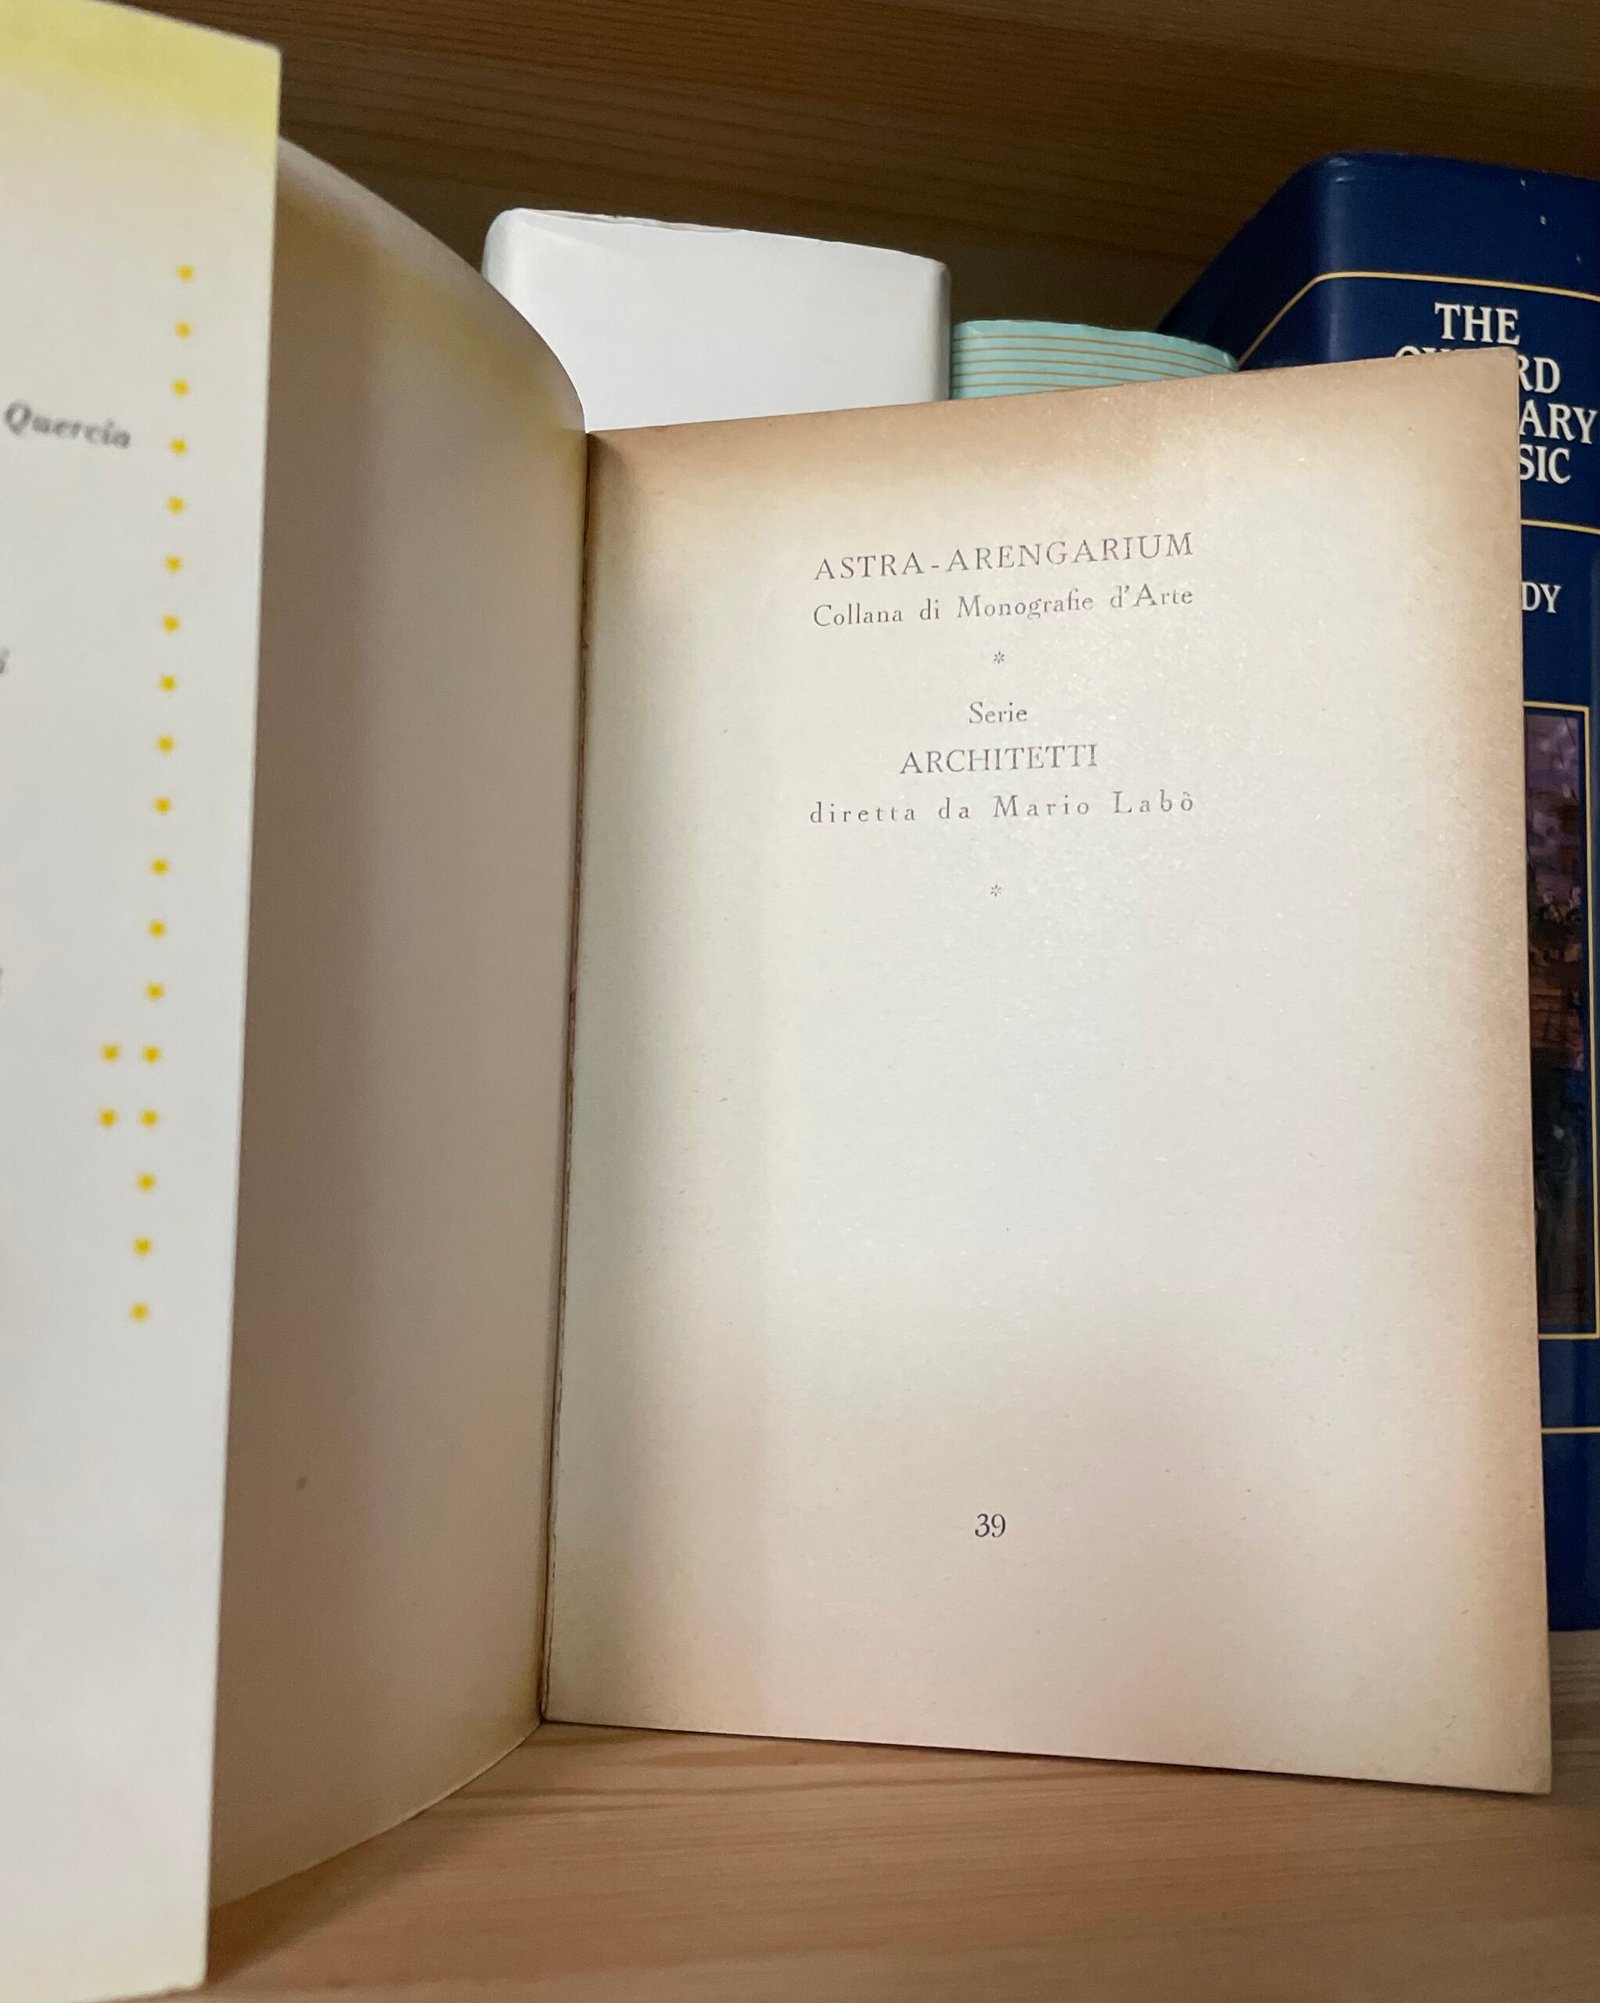 Quercia
ASTRA-ARENGARIUM
Collana di Monografie d'Arte
*
Serie
ARCHITETTI
diretta da Mario Labò
*
39
THE
RD
ARY
SIC
DY